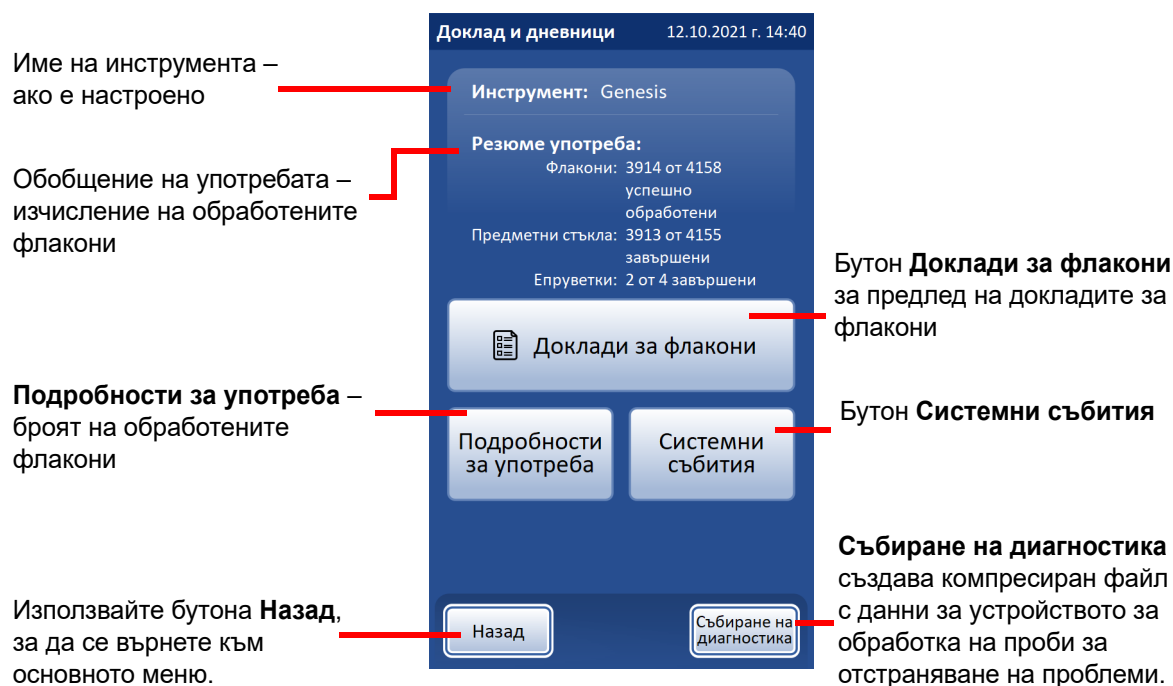 Доклад и дневници 12.10.2021 г. 14:40
Име на инструмента –
ако е настроено
Инструмент: Genesis
Обобщение на употребата –
изчисление на обработените
флакони
Резюме употреба:
Флакони: 3914 от 4158
успешно
обработени
Предметни стъкла: 3913 от 4155
завършени
Епруветки: 2 от 4 завършени
Бутон Доклади за флакони
за предлед на докладите за
флакони
Доклади за флакони
Подробности за употреба –
броят на обработените
флакони
Подробности
за употреба
Системни
събития
Бутон Системни събития
Използвайте бутона Назад,
за да се върнете към
основното меню.
Назад
Събиране на
диагностика
Събиране на диагностика
създава компресиран файл
с данни за устройството за
обработка на проби за
отстраняване на проблеми.